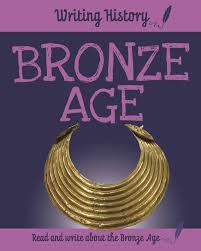 Writing History
BRONZE
AGE
Read and write about the Bronze Age